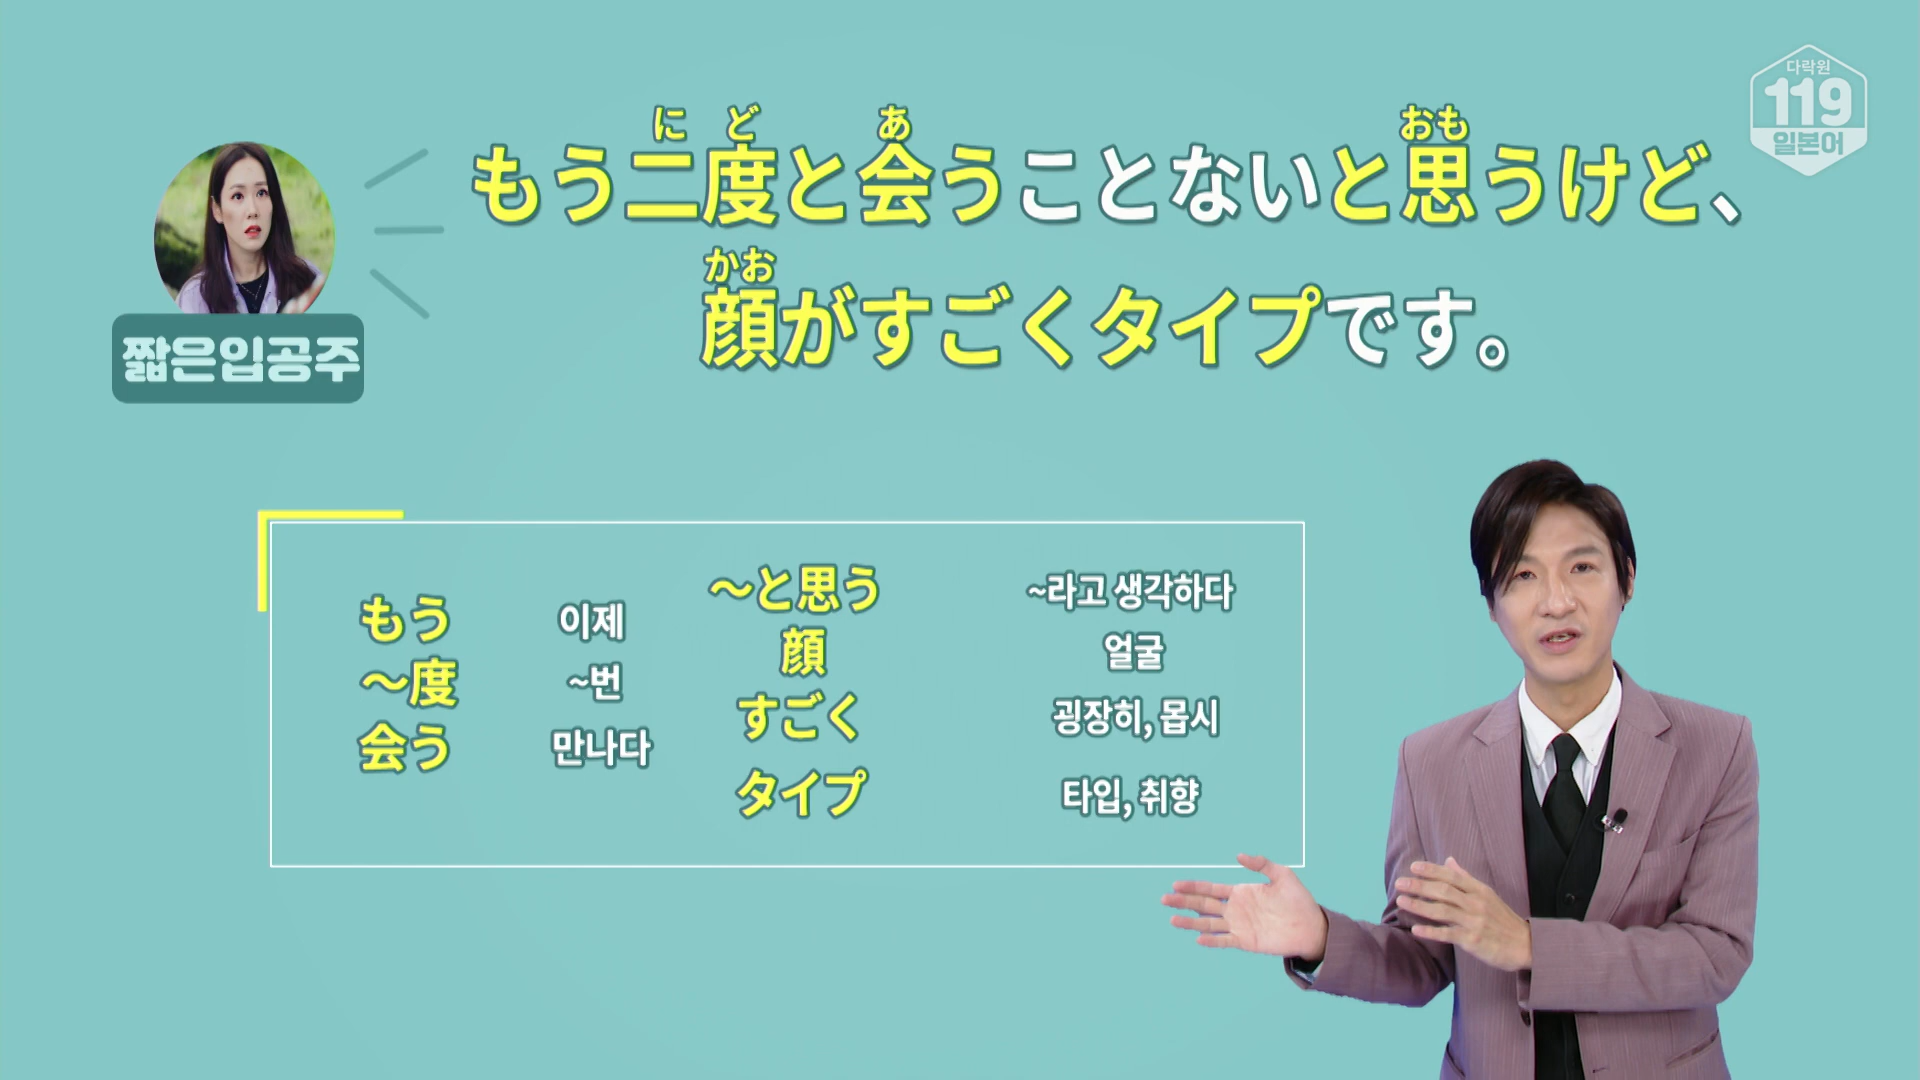 다락원
119
일본어
にど あ おも
もう二度と会うことないと思うけど、
かお
顔がすごくタイプです。
짧은입공주
もう 이제
～度 ~번
会う 만나다
～と思う ~라고 생각하다
顔 얼굴
すごく 굉장히, 몹시
タイプ 타입, 취향